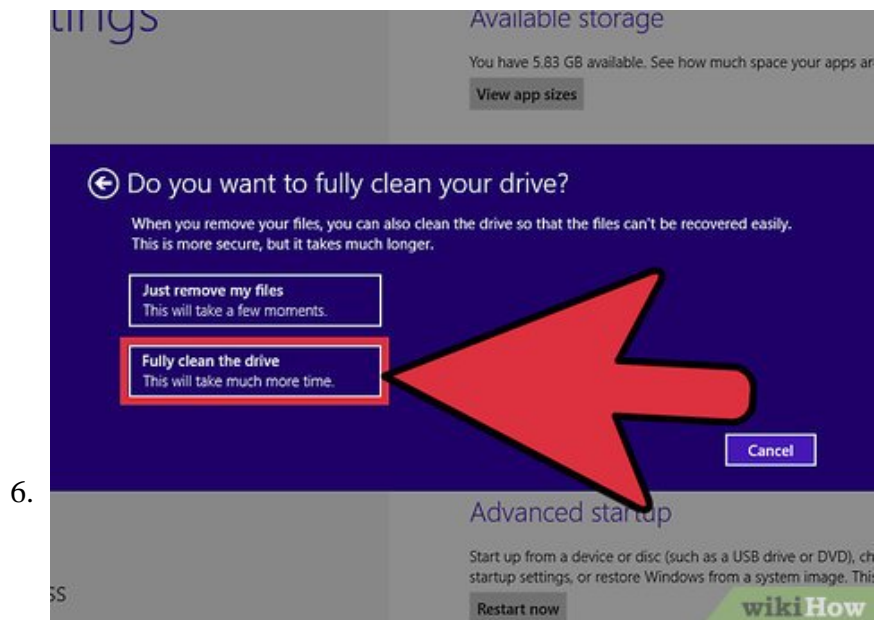 tings
Available storage
You have 5.83 GB available. See how much space your apps ar
View app sizes
Do you want to fully clean your drive?
When you remove your files, you can also clean the drive so that the files can't be recovered easily.
This is more secure, but it takes much longer.
Just remove my files
This will take a few moments.
Fully clean the drive
This will take much more time.
Cancel
6.
Advanced startup
Start up from a device or disc (such as a USB drive or DVD), ch
startup settings, or restore Windows from a system image. This
ss
Restart now
wikiHow